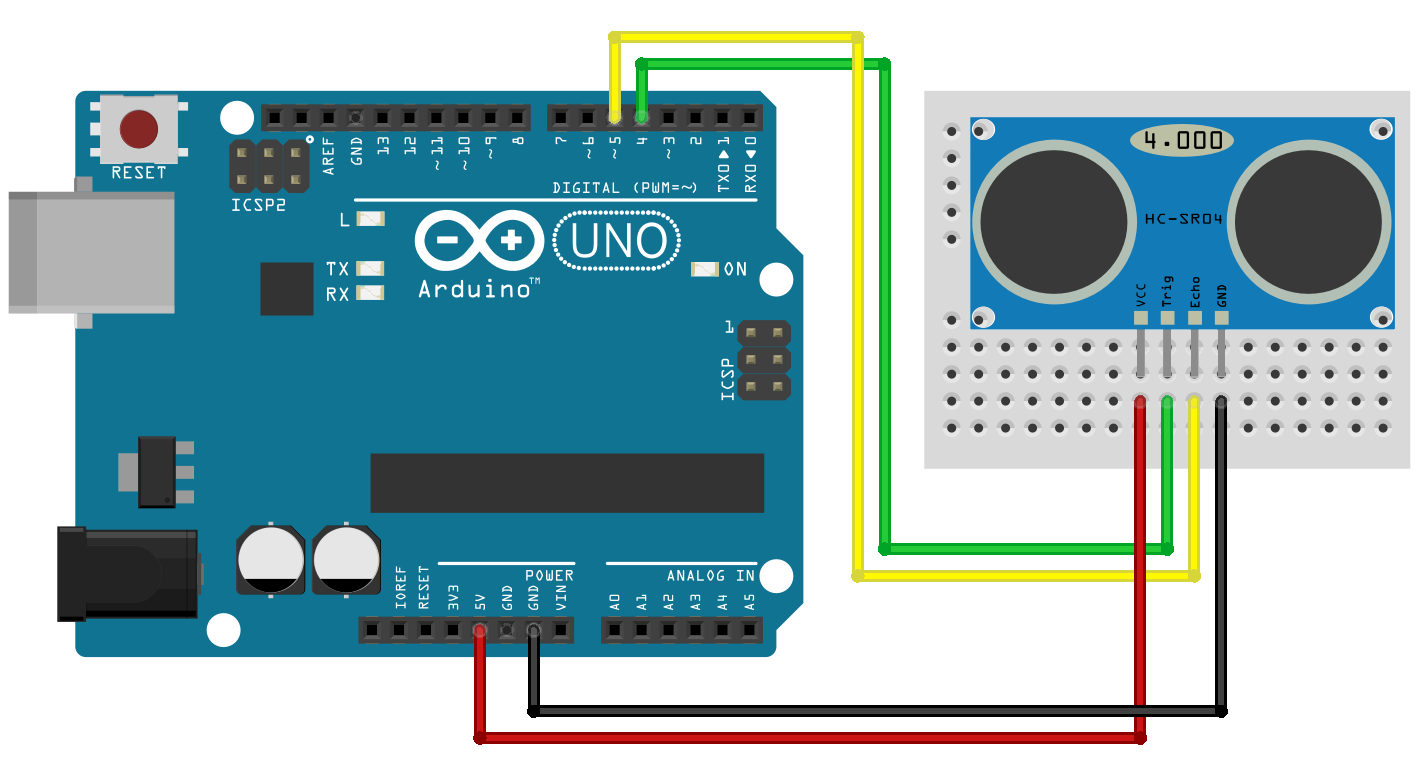 RESET
ICSP2
AREF
GND
13
12
~11
~10
~9
8
7
~6
~5
4
~3
2
TX0▶1
RX0◀0
DIGITAL (PWM=~)
L
TX
RX
UNO
Arduino™
ON
1
ICSP
IOREF
RESET
3V3
5V
GND
GND
VIN
POWER
ANALOG IN
A0
A1
A2
A3
A4
A5
4.000
HC-SR04
VCC
Trig
Echo
GND